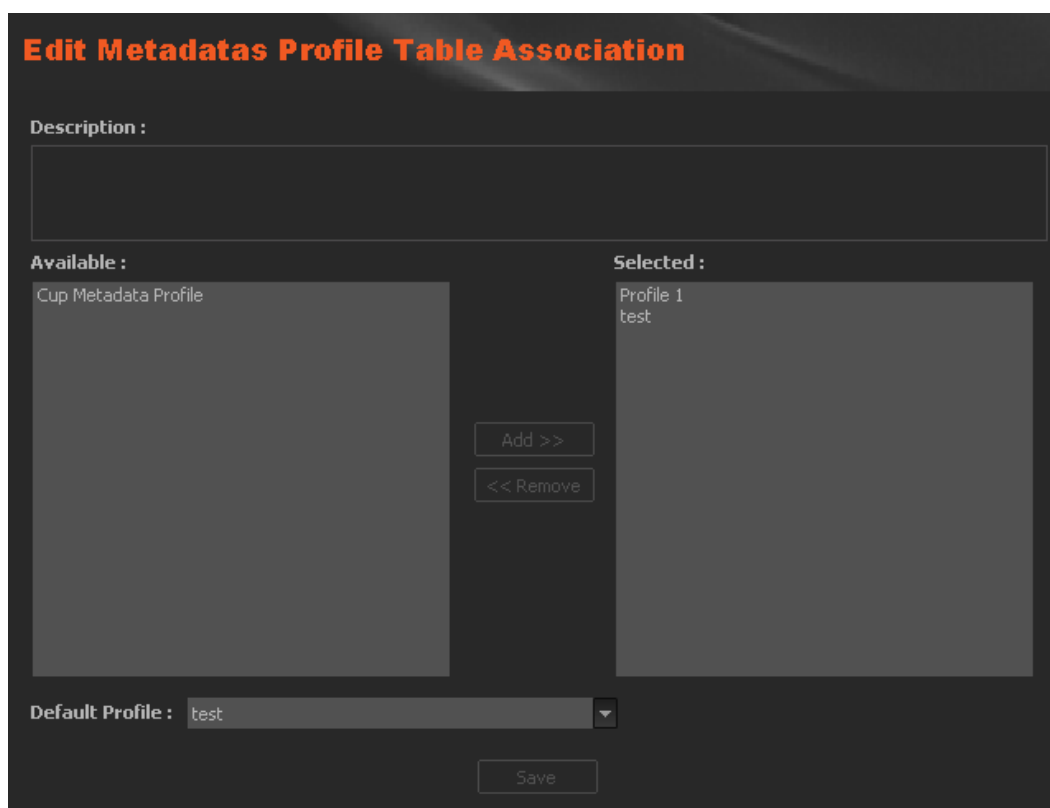 Edit Metadatas Profile Table Association
Description :
Available :
Selected :
Cup Metadata Profile
Profile 1
test
Add >>
<< Remove
Default Profile : test
Save